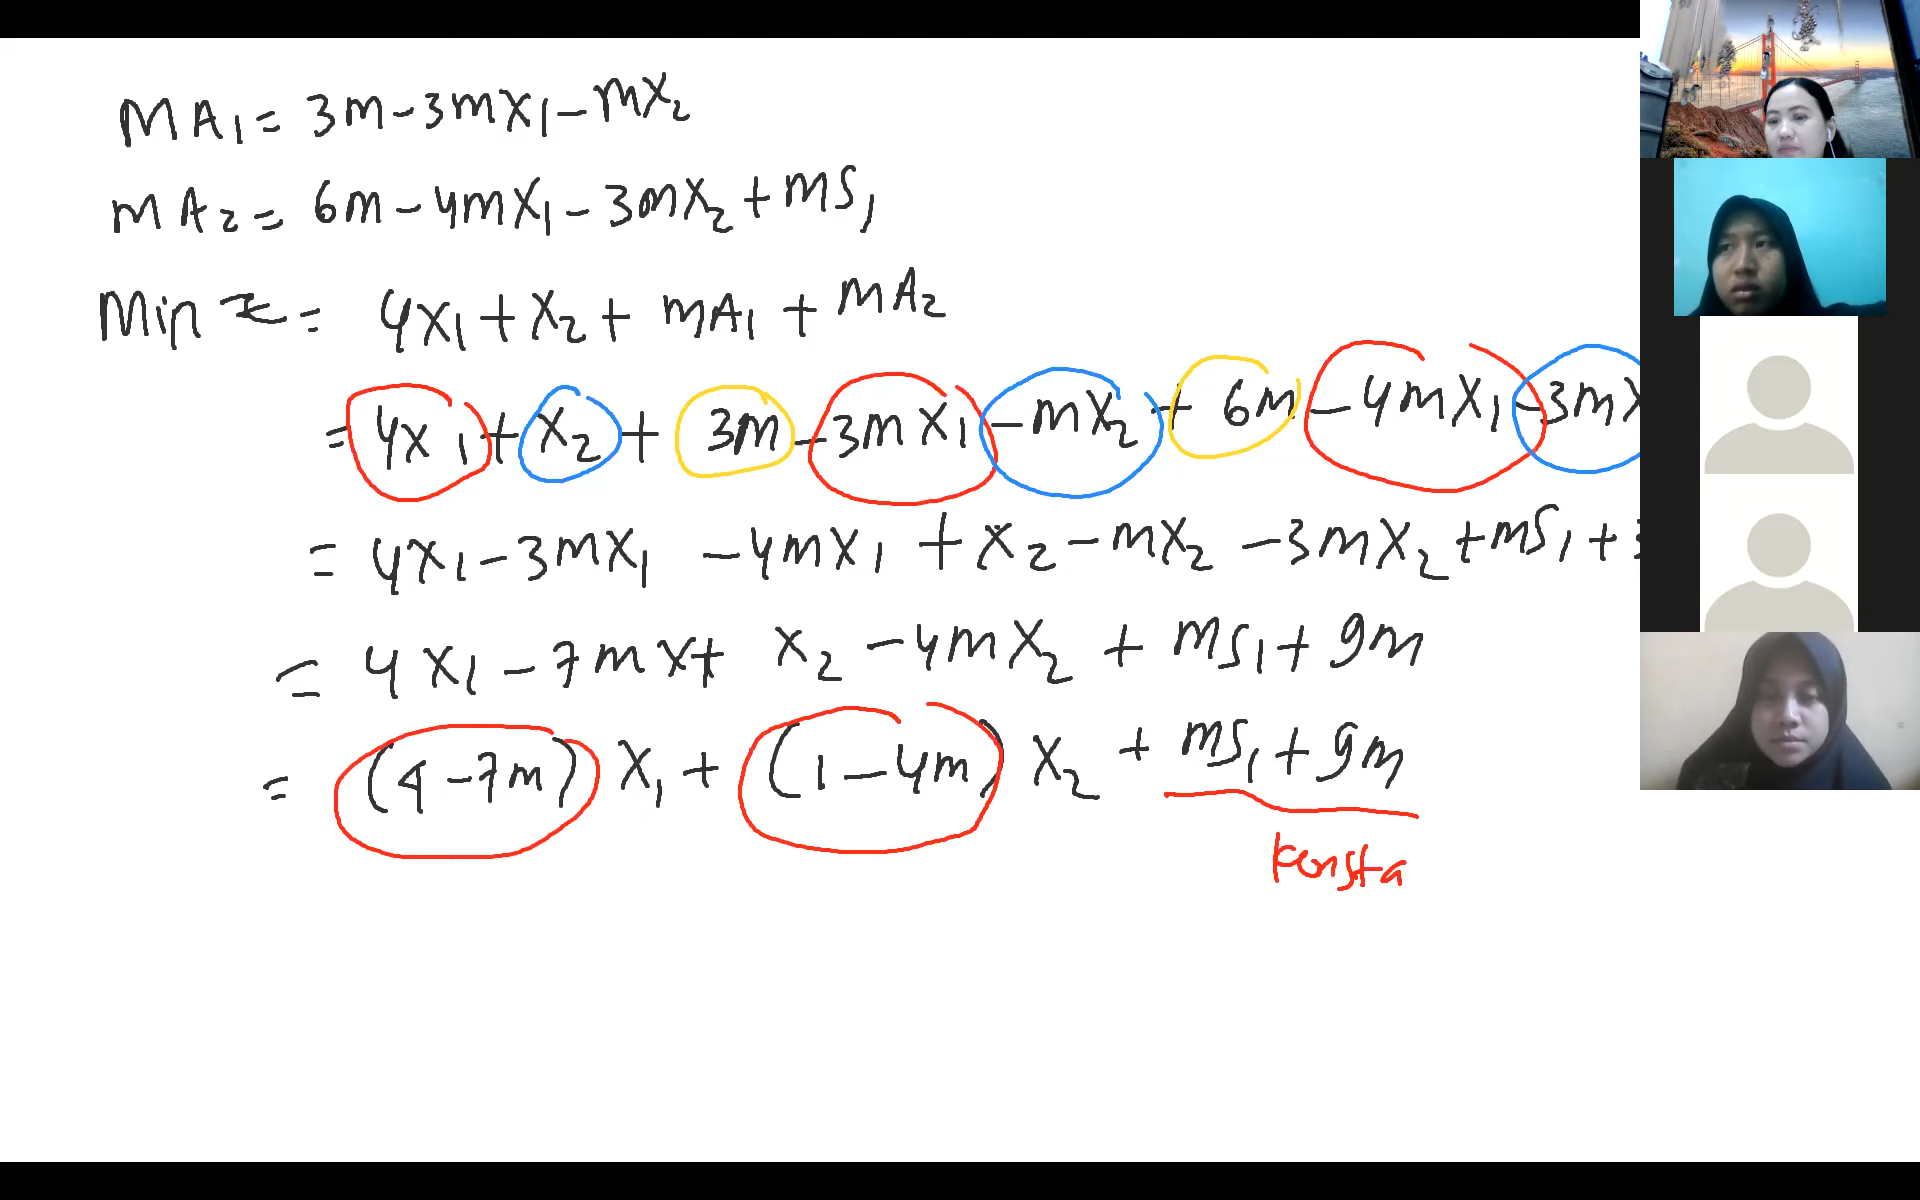 MA1 = 3M - 3MX1 - MX2
MA2 = 6M - 4MX1 - 3MX2 + MS1
Min Z = 4X1 + X2 + MA1 + MA2
= 4X1 + X2 + 3M - 3MX1 - MX2 + 6M - 4MX1 - 3MX
= 4X1 - 3MX1 - 4MX1 + X2 - MX2 - 3MX2 + MS1 + 3
= 4X1 - 7MX + X2 - 4MX2 + MS1 + 9M
= (4 - 7M) X1 + (1 - 4M) X2 + MS1 + 9M
konsta